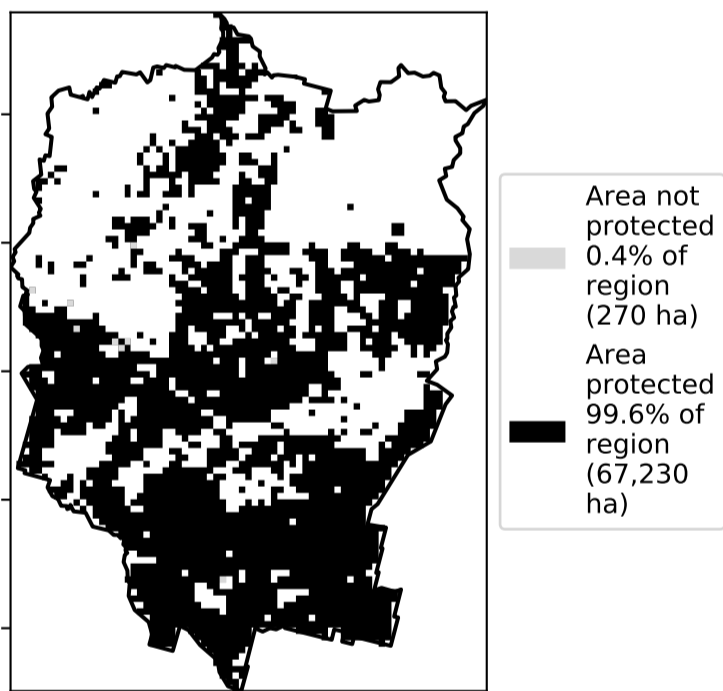 Area not
protected
0.4% of
region
(270 ha)
Area
protected
99.6% of
region
(67,230
ha)